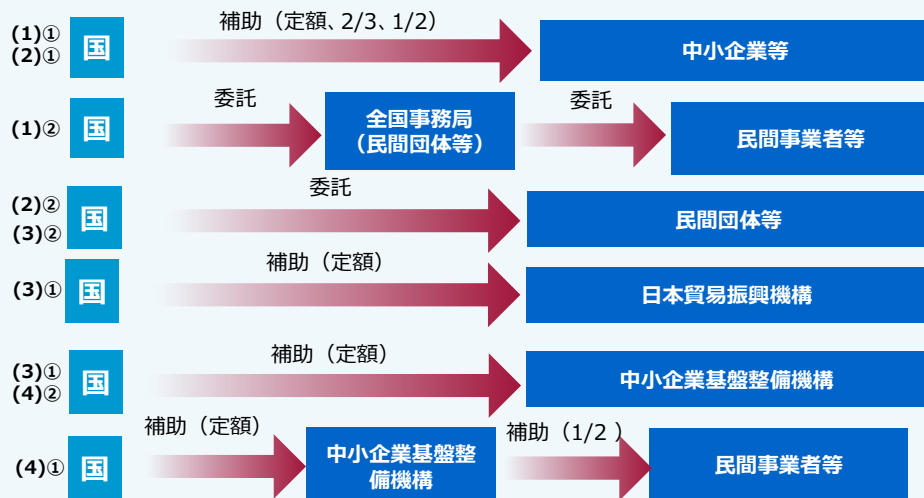 補助（定額、2/3、1/2）
(1)①
(2)①
国
中小企業等
委託
委託
(1)②
国
全国事務局
（民間団体等）
民間事業者等
委託
(2)②
(3)②
国
民間団体等
補助（定額）
(3)①
国
日本貿易振興機構
補助（定額）
(3)①
(4)②
国
中小企業基盤整備機構
補助（定額）
補助（1/2 ）
(4)①
国
中小企業基盤整
備機構
民間事業者等